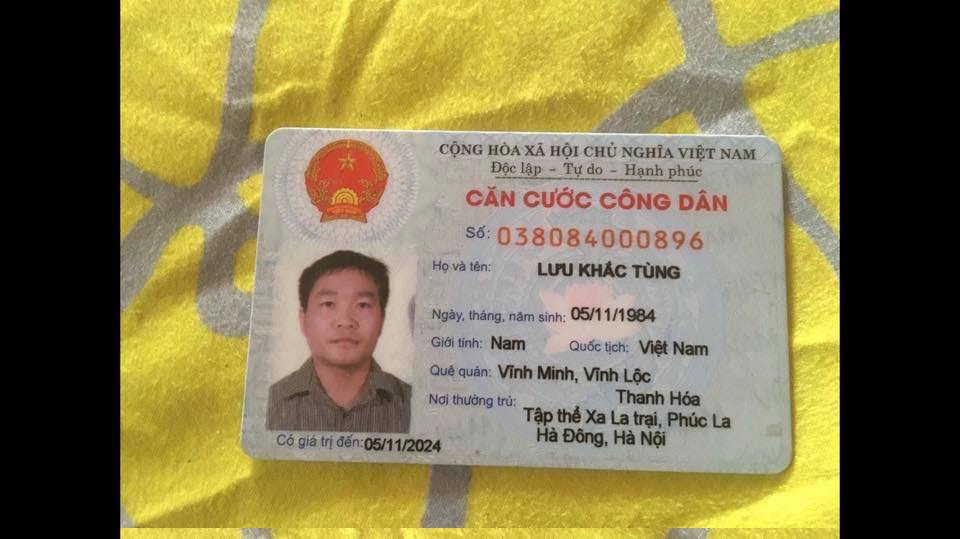 CỘNG HÒA XÃ HỘI CHỦ NGHĨA VIỆT NAM
Độc lập - Tự do - Hạnh phúc
CĂN CƯỚC CÔNG DÂN
Số: 038084000896
Họ và tên: LƯU KHẮC TÙNG
Ngày, tháng, năm sinh: 05/11/1984
Giới tính: Nam Quốc tịch: Việt Nam
Quê quán: Vĩnh Minh, Vĩnh Lộc
Thanh Hóa
Nơi thường trú: Tập thể Xa La trại, Phúc La
Hà Đông, Hà Nội
Có giá trị đến: 05/11/2024